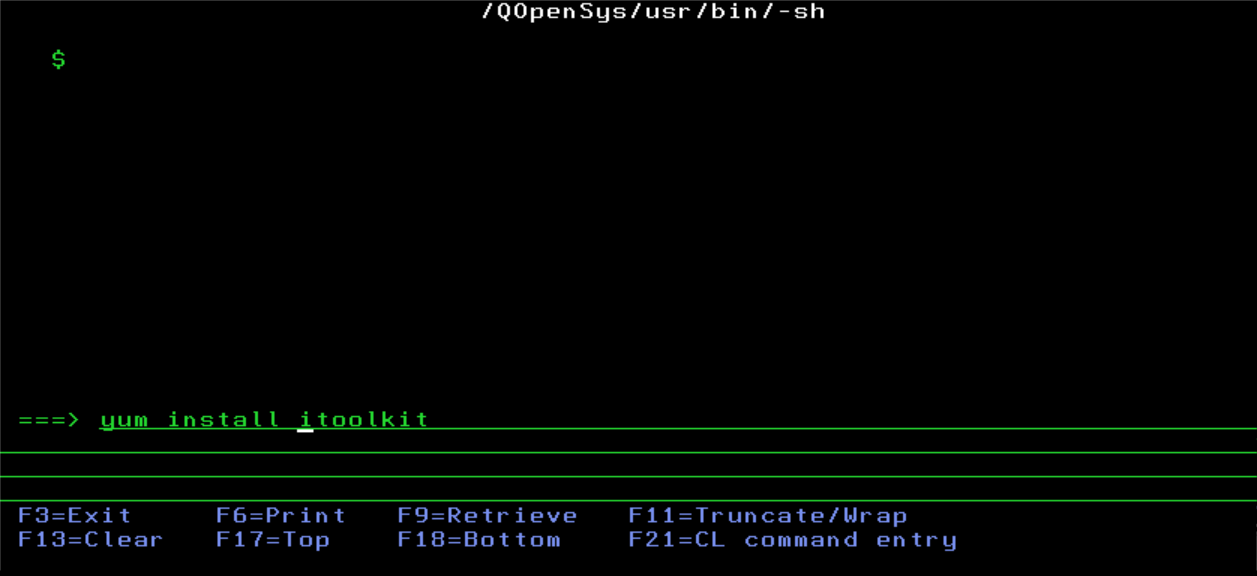 /QOpenSys/usr/bin/-sh
$
===> yum install itoolkit
F3=Exit F6=Print F9=Retrieve F11=Truncate/Wrap
F13=Clear F17=Top F18=Bottom F21=CL command entry